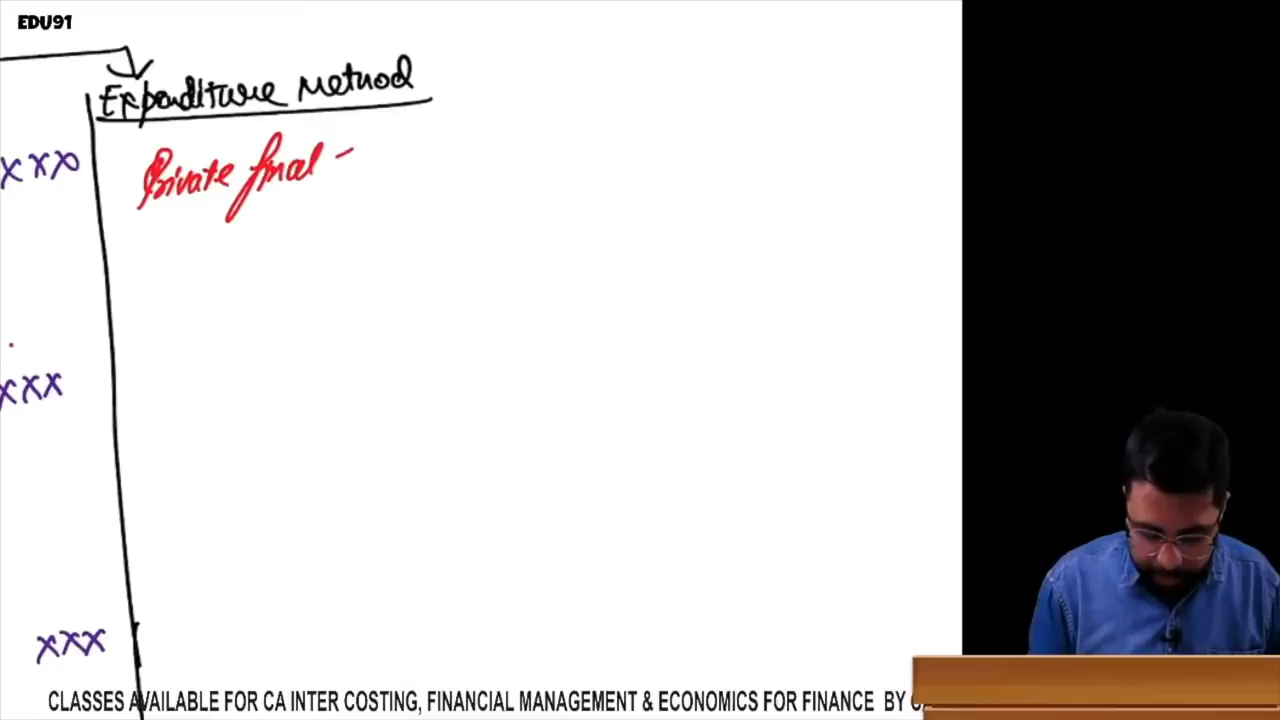 EDU91
Expenditure Method
XXX
Private final -
XXX
XXX
CLASSES AVAILABLE FOR CA INTER COSTING, FINANCIAL MANAGEMENT & ECONOMICS FOR FINANCE BY